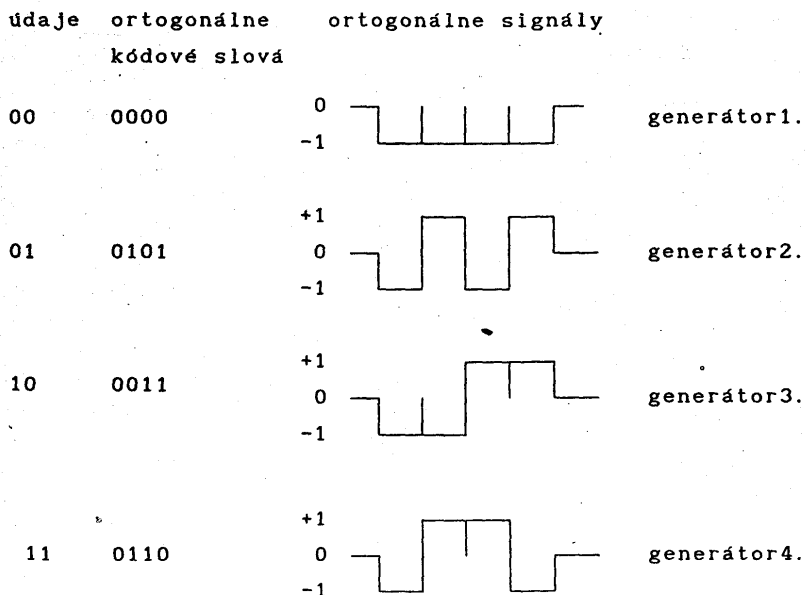 údaje ortogonálne ortogonálne signály
kódové slová
00 0000 0 -1 generátor1.
01 0101 +1 0 -1 generátor2.
10 0011 +1 0 -1 generátor3.
11 0110 +1 0 -1 generátor4.